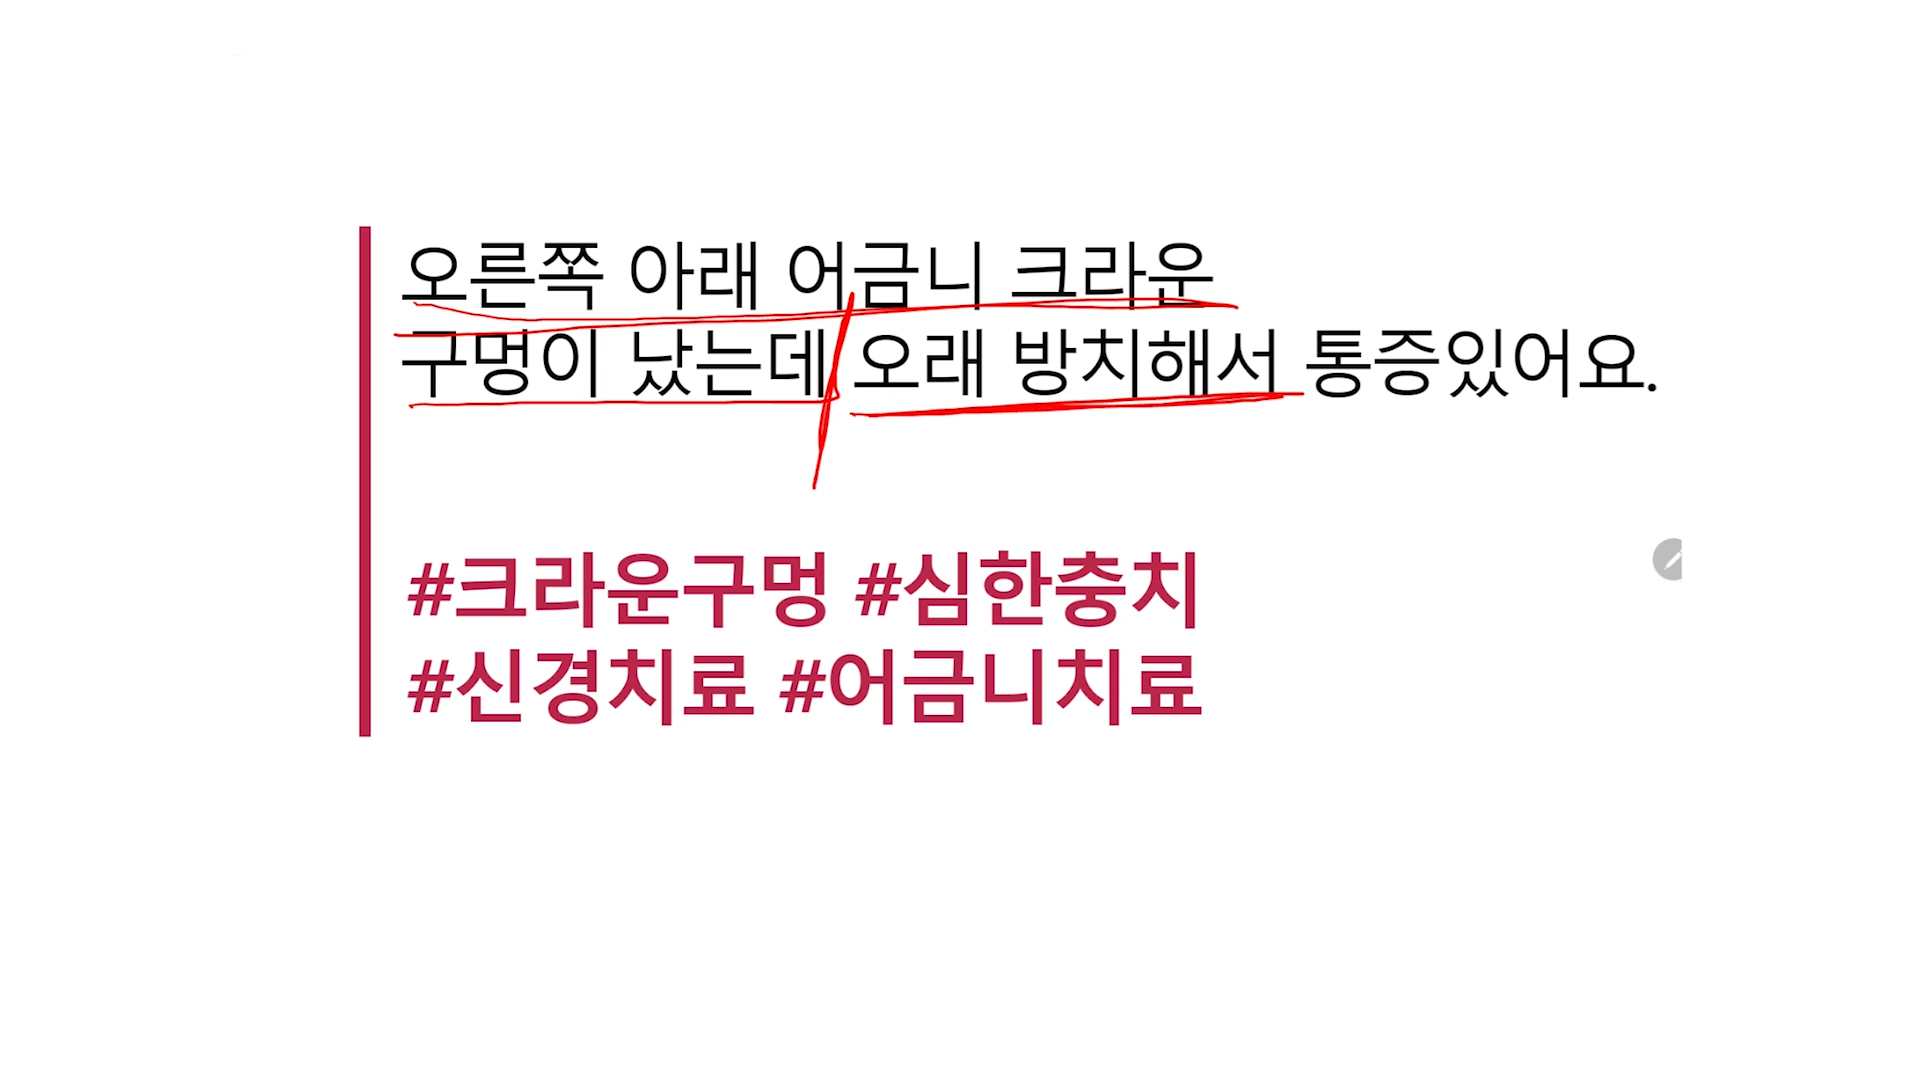 오른쪽 아래 어금니 크라운
구멍이 났는데 오래 방치해서 통증있어요.
#크라운구멍 #심한충치
#신경치료 #어금니치료